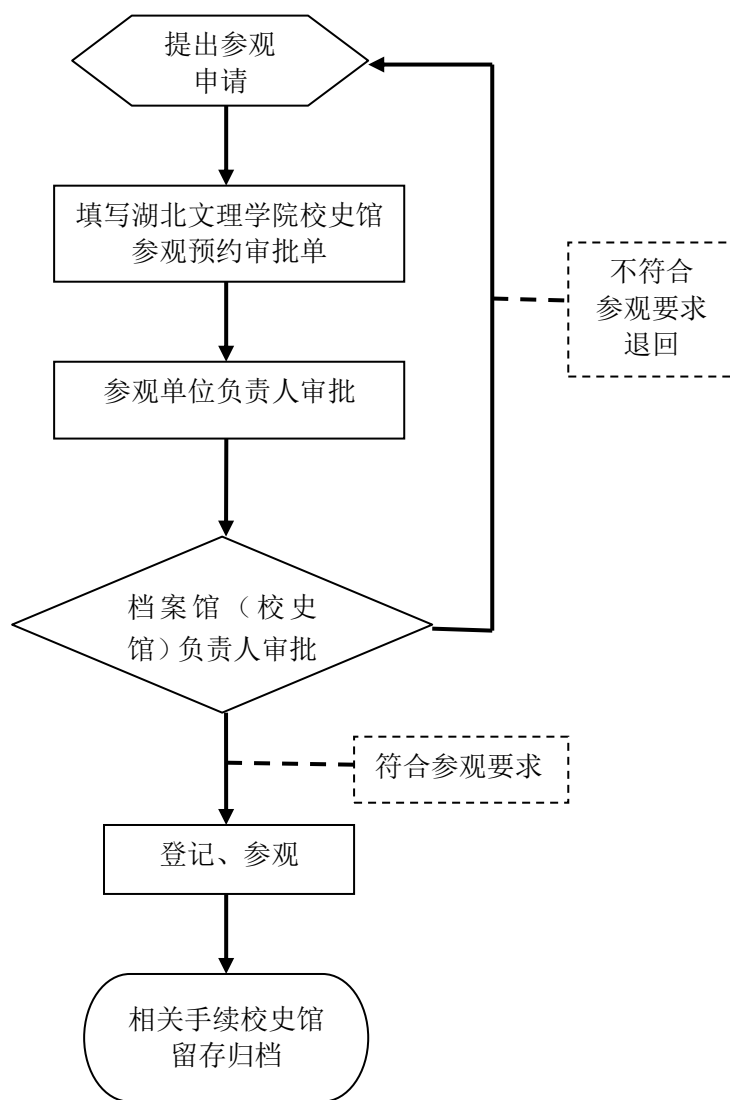 提出参观
申请
填写湖北文理学院校史馆
参观预约审批单
不符合
参观要求
退回
参观单位负责人审批
档案馆（校史
馆）负责人审批
符合参观要求
登记、参观
相关手续校史馆
留存归档